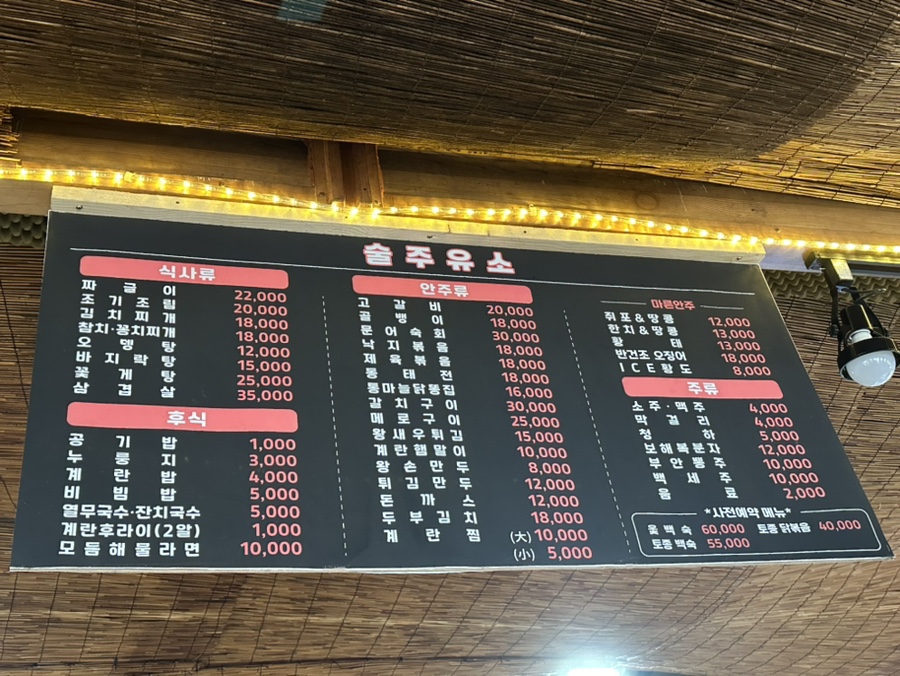 술주유소
식사류
짜글이 22,000
조기조림 20,000
김치찌개 18,000
참치·꽁치찌개 18,000
오뎅탕 12,000
바지락탕 15,000
꽃게탕 25,000
삼겹살 35,000
후식
공기밥 1,000
누룽지 3,000
계란밥 4,000
비빔밥 5,000
열무국수·잔치국수 5,000
계란후라이(2알) 1,000
모둠해물라면 10,000
안주류
고갈비 20,000
골뱅이 18,000
문어숙회 30,000
낙지볶음 18,000
제육볶음 18,000
동태전 18,000
통마늘닭똥집 16,000
갈치구이 30,000
메로구이 25,000
왕새우튀김 15,000
계란햄말이 10,000
왕손만두 8,000
튀김만두 12,000
돈까스 12,000
두부김치 18,000
계란찜 (大) 10,000
(小) 5,000
마른안주
쥐포&땅콩 12,000
한치&땅콩 13,000
황태 13,000
반건조 오징어 18,000
ICE황도 8,000
주류
소주·맥주 4,000
막걸리 4,000
청하 5,000
보해복분자 12,000
부안뽕주 10,000
백세주 10,000
음료 2,000
*사전예약 메뉴*
옻백숙 60,000 토종 닭볶음 40,000
토종백숙 55,000